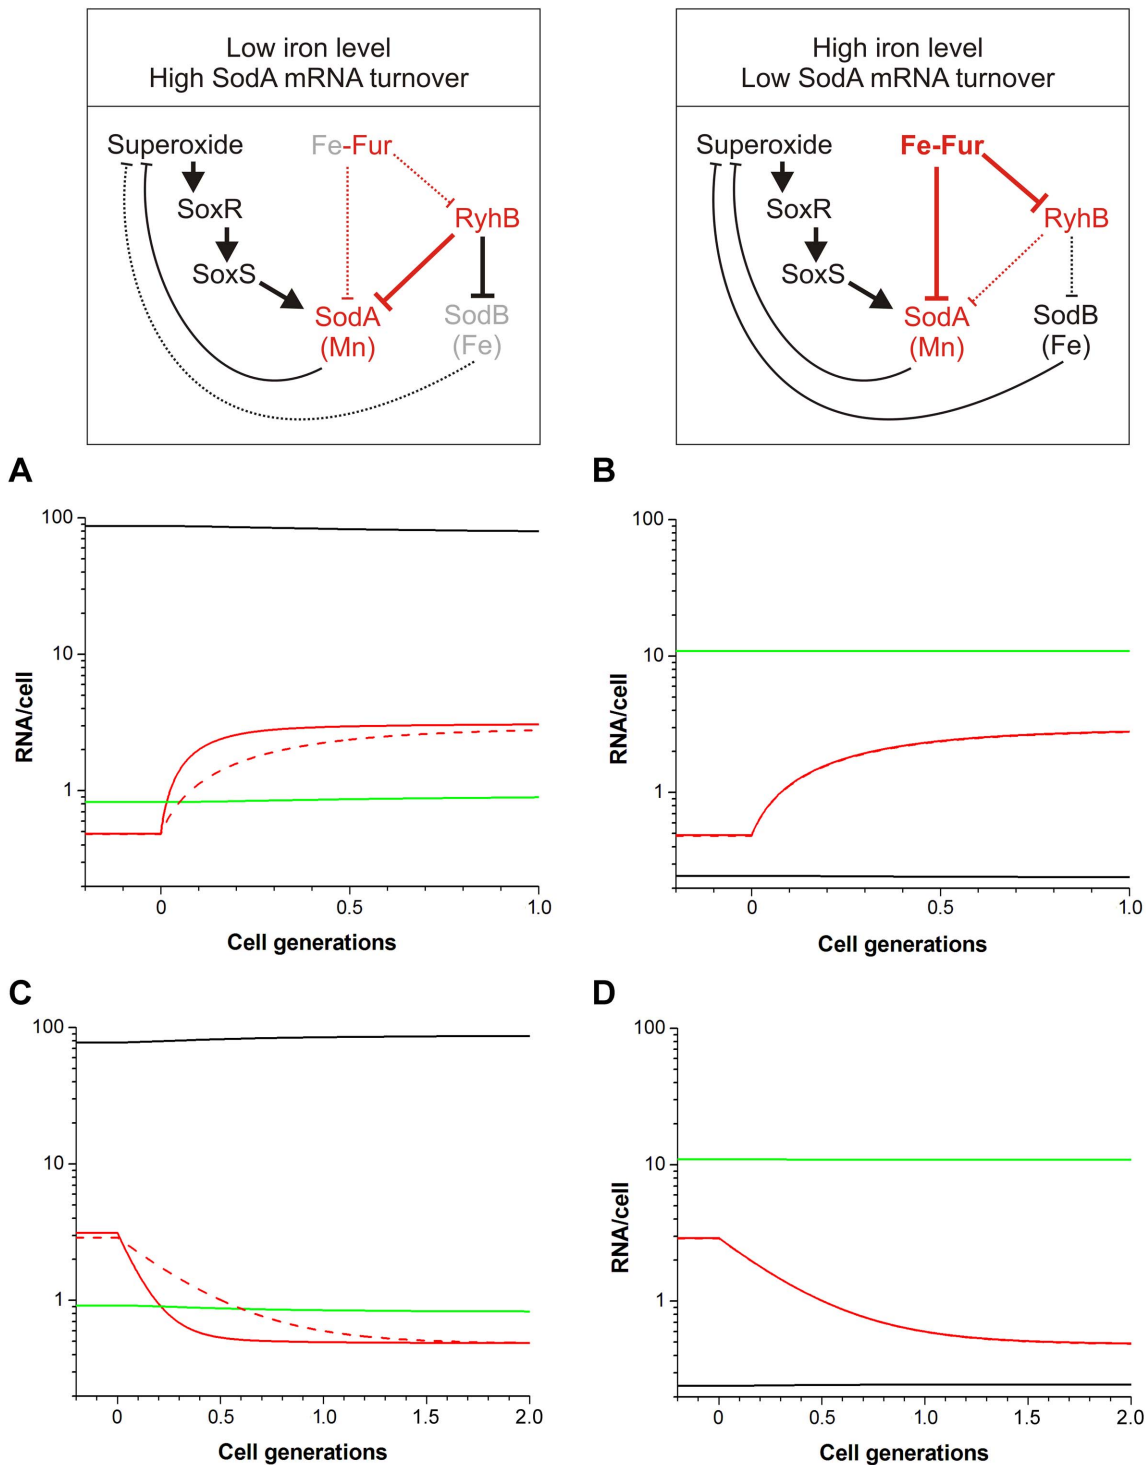 Low iron level
High SodA mRNA turnover
Superoxide
Fe-Fur
SoxR
RyhB
SoxS
SodA
(Mn)
SodB
(Fe)
High iron level
Low SodA mRNA turnover
Superoxide
Fe-Fur
SoxR
RyhB
SoxS
SodA
(Mn)
SodB
(Fe)
A
100
10
1
RNA/cell
0
0.5
1.0
Cell generations
B
100
10
1
RNA/cell
0
0.5
1.0
Cell generations
C
100
10
1
0
0.5
1.0
1.5
2.0
Cell generations
D
100
10
1
RNA/cell
0
0.5
1.0
1.5
2.0
Cell generations